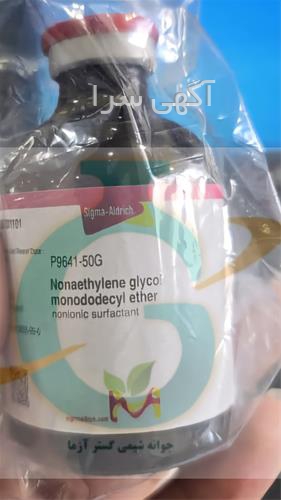 آگهی سرا
Sigma-Aldrich
P9641-50G
Nonaethylene glycol
monododecyl ether
nonionic surfactant
جوانه شیمی گستر آزما